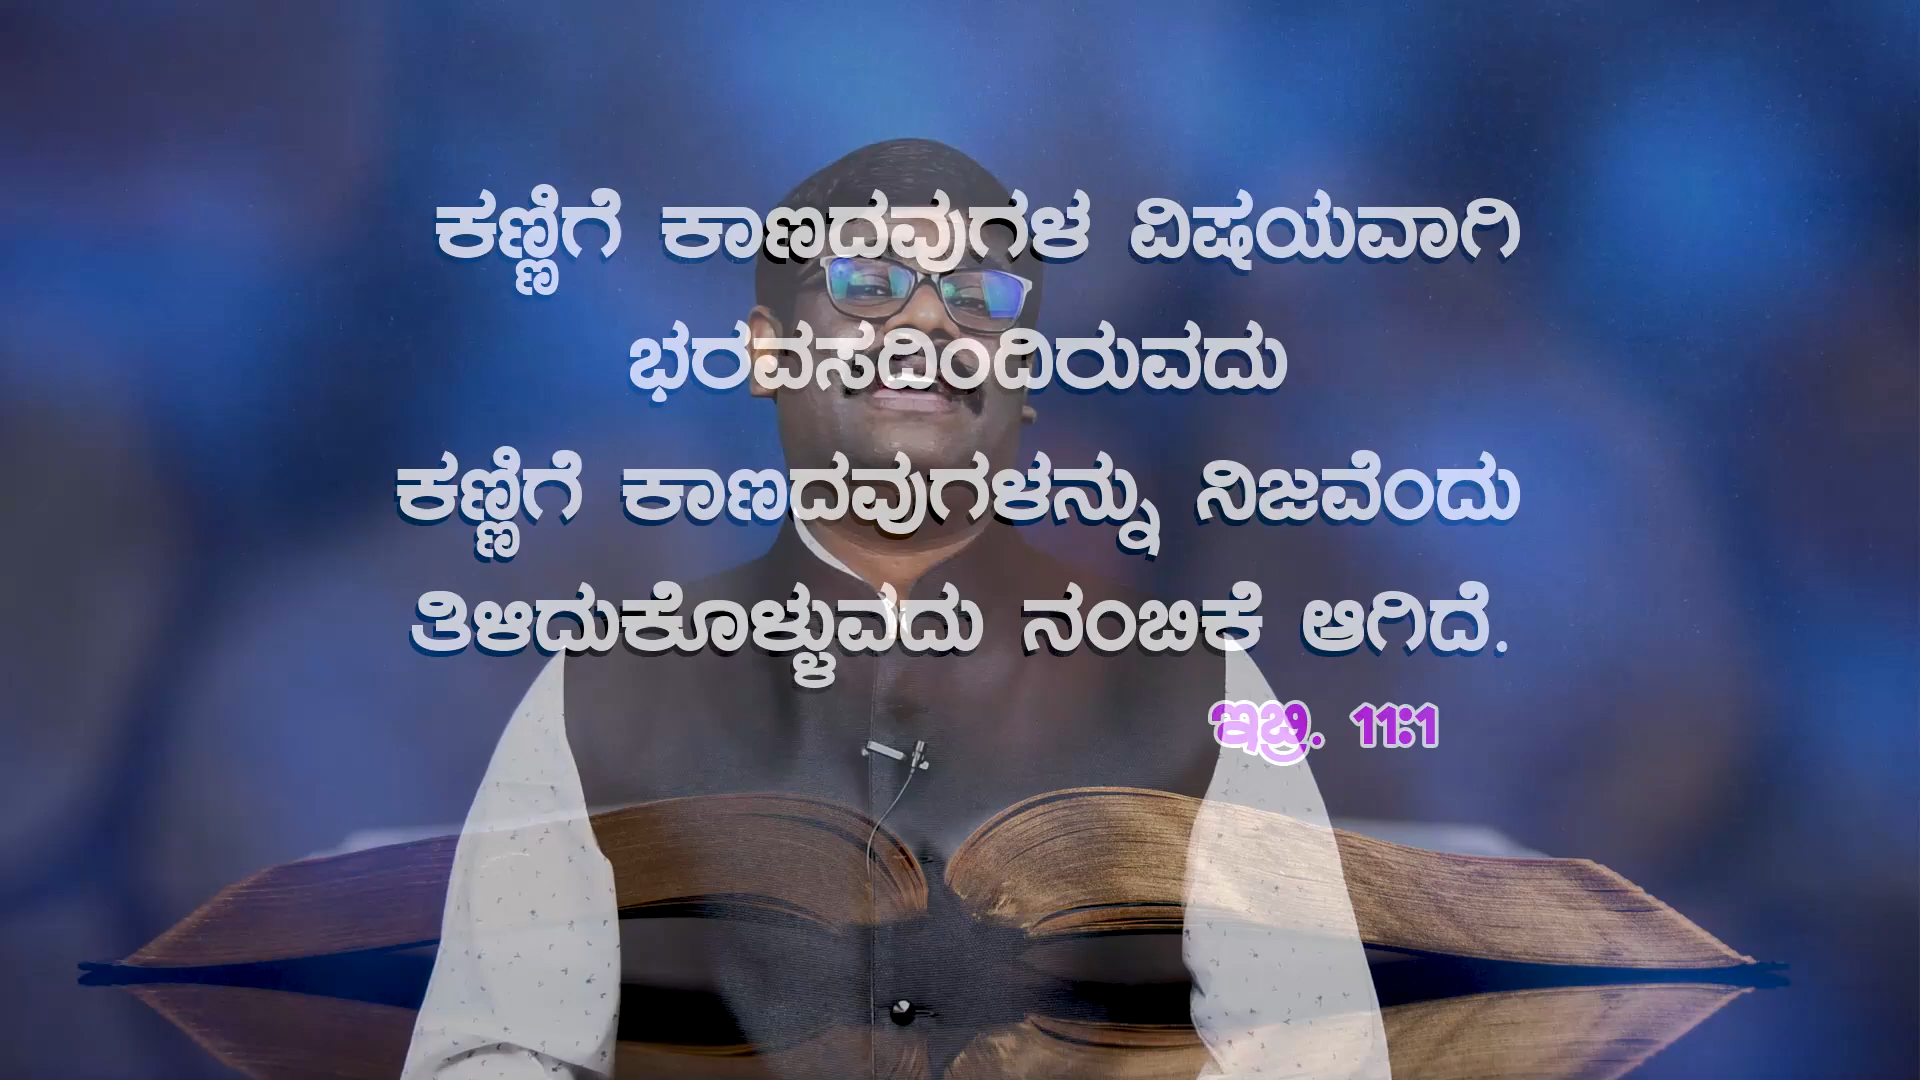 ಕಣ್ಣಿಗೆ ಕಾಣದವುಗಳ ವಿಷಯವಾಗಿ
ಭರವಸದಿಂದಿರುವದು
ಕಣ್ಣಿಗೆ ಕಾಣದವುಗಳನ್ನು ನಿಜವೆಂದು
ತಿಳಿದುಕೊಳ್ಳುವದು ನಂಬಿಕೆ ಆಗಿದೆ.
ಇಬ್ರಿ. 11:1